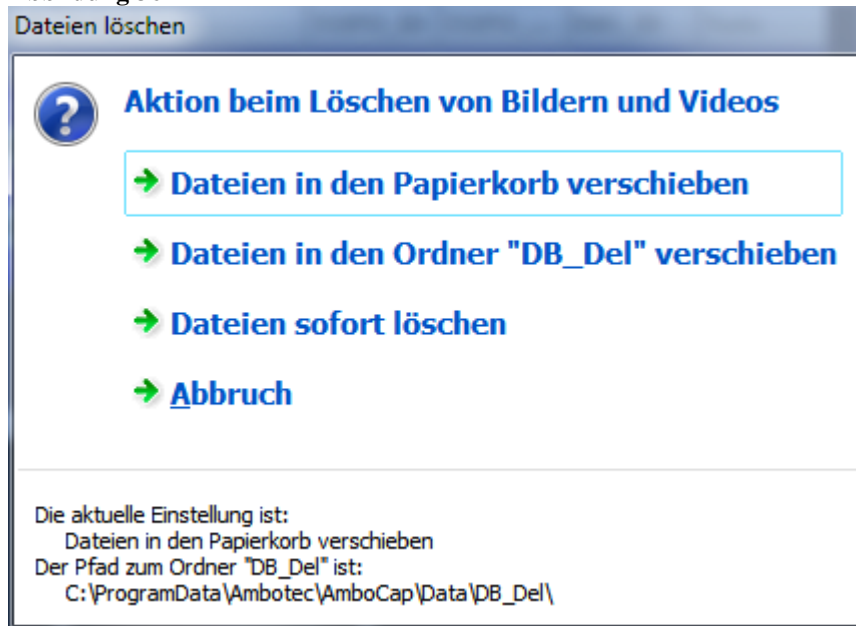 Dateien löschen
Aktion beim Löschen von Bildern und Videos
Dateien in den Papierkorb verschieben
Dateien in den Ordner "DB_Del" verschieben
Dateien sofort löschen
Abbruch
Die aktuelle Einstellung ist:
Dateien in den Papierkorb verschieben
Der Pfad zum Ordner "DB_Del" ist:
C:\ProgramData\Ambotec\AmboCap\Data\DB_Del\